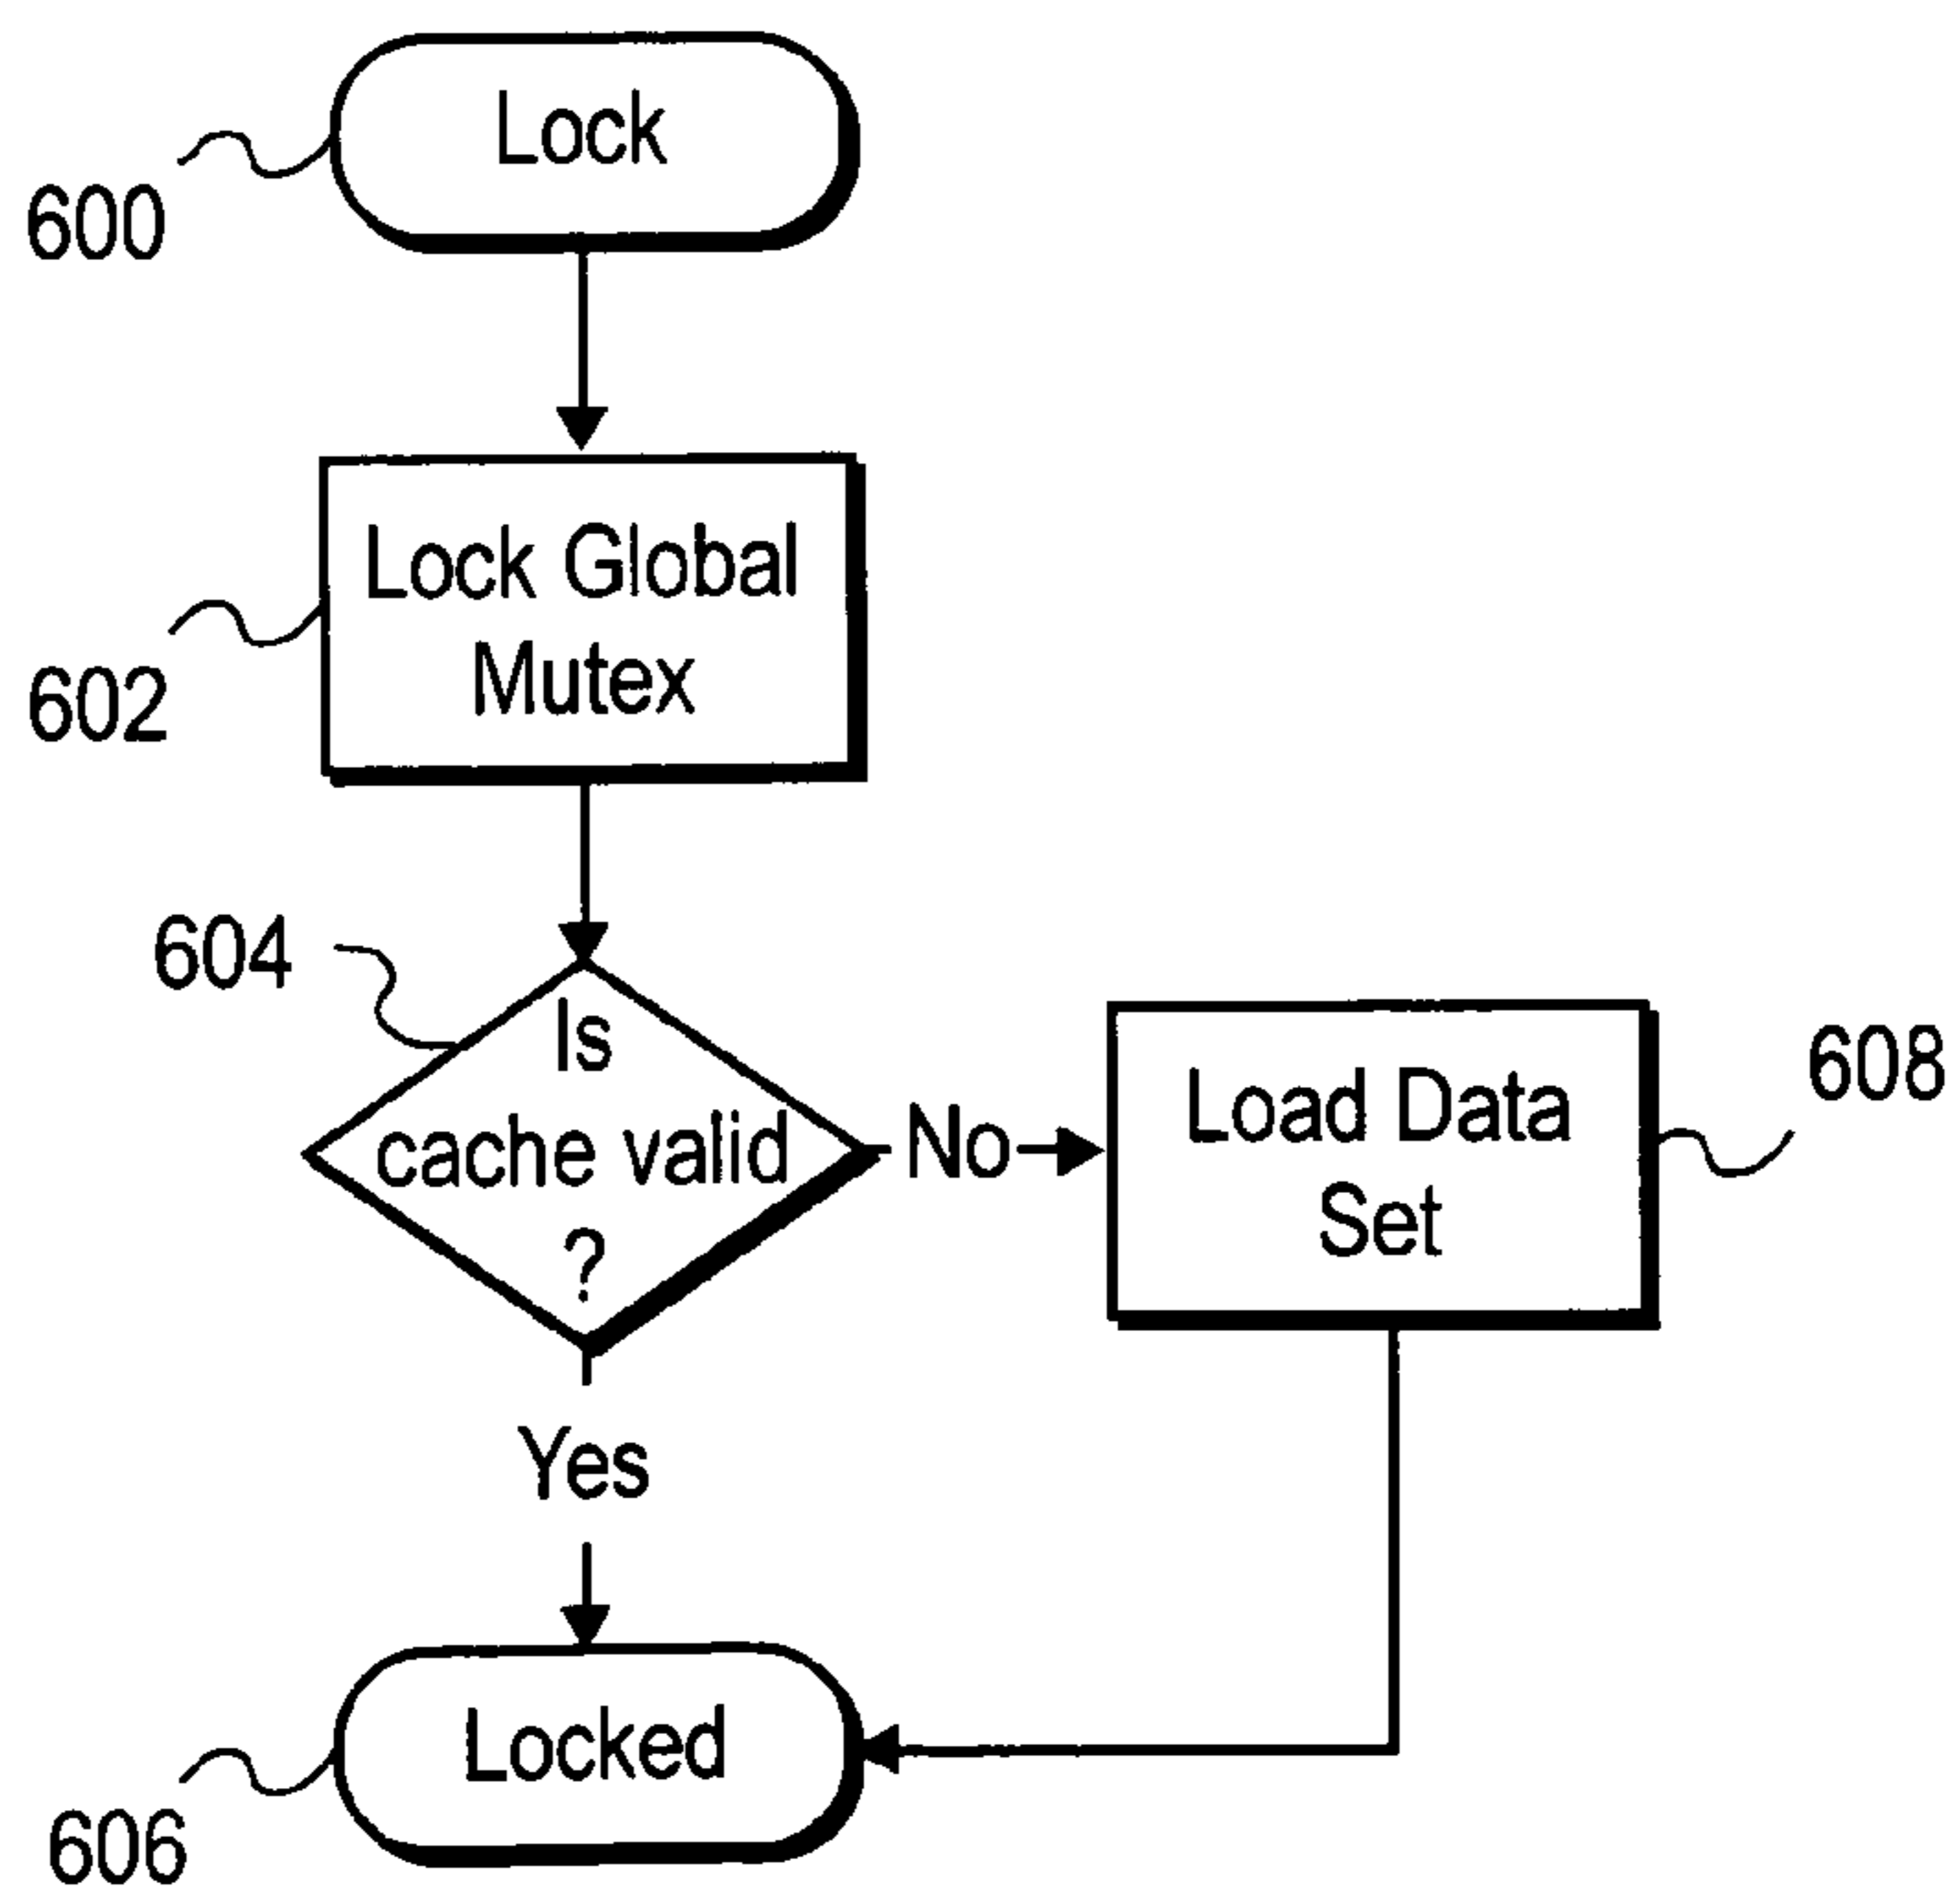 Lock
600
Lock Global
Mutex
602
604
Is
cache valid
?
No
Load Data
Set
608
Yes
Locked
606